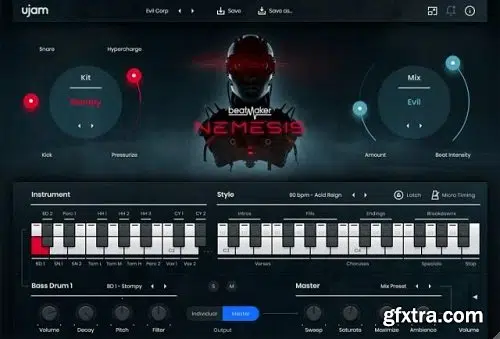 ujam
Evil Corp
Save
Save as...
Snare
Hypercharge
Kit
Stompy
Kick
Pressurize
beatMaker
NEMESIS
Mix
Evil
Amount
Beat Intensity
Instrument
BD 2 Perc 1 HH 1 HH 2 HH 3 CY 1 CY 2
C2
BD 1 SN 1 SN 2 Tom L Tom M Tom H Perc 2 Vox 1 Vox 2
Style
80 bpm - Acid Reign
Latch
Micro Timing
Intros Fills Endings Breakdowns
C3 C4
Verses Choruses Specials Stop
Bass Drum 1
BD 1 - Stompy
S M
Volume Decay Pitch Filter
Individual Master
Output
Master
Mix Preset
Sweep Saturate Maximize Ambience
Volume
gfxtra.com